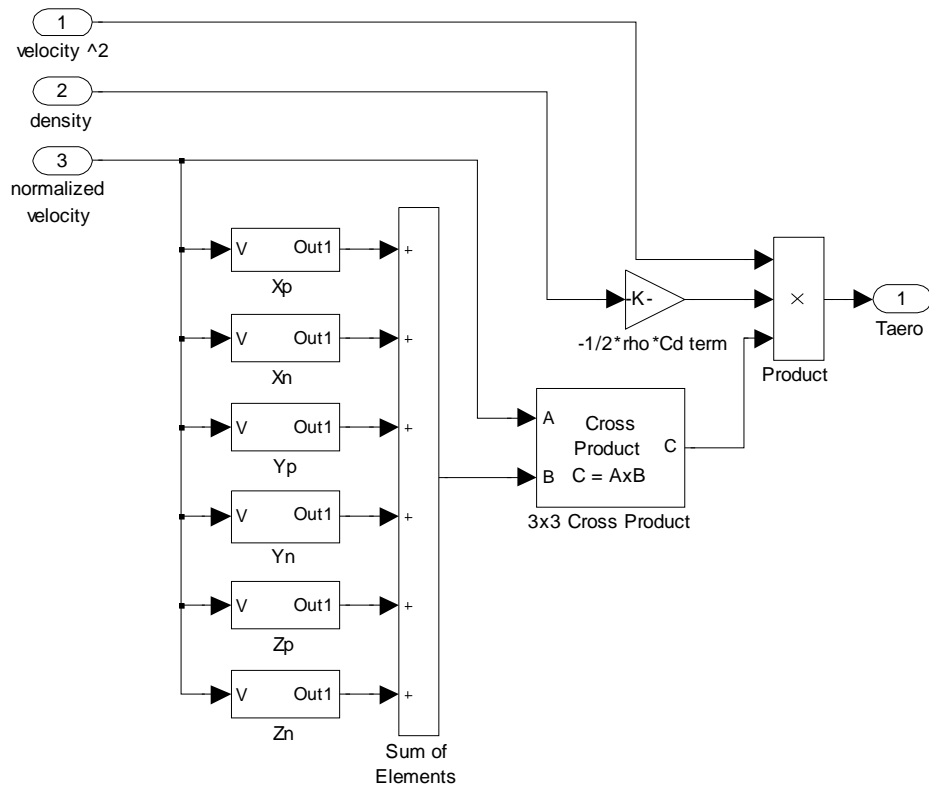 1
velocity ^2
2
density
3
normalized
velocity
V Out1
Xp
V Out1
Xn
V Out1
Yp
V Out1
Yn
V Out1
Zp
V Out1
Zn
+
+
+
+
+
+
Sum of
Elements
-K-
-1/2*rho*Cd term
A
B
Cross
Product
C = AxB
C
3x3 Cross Product
×
Product
1
Taero